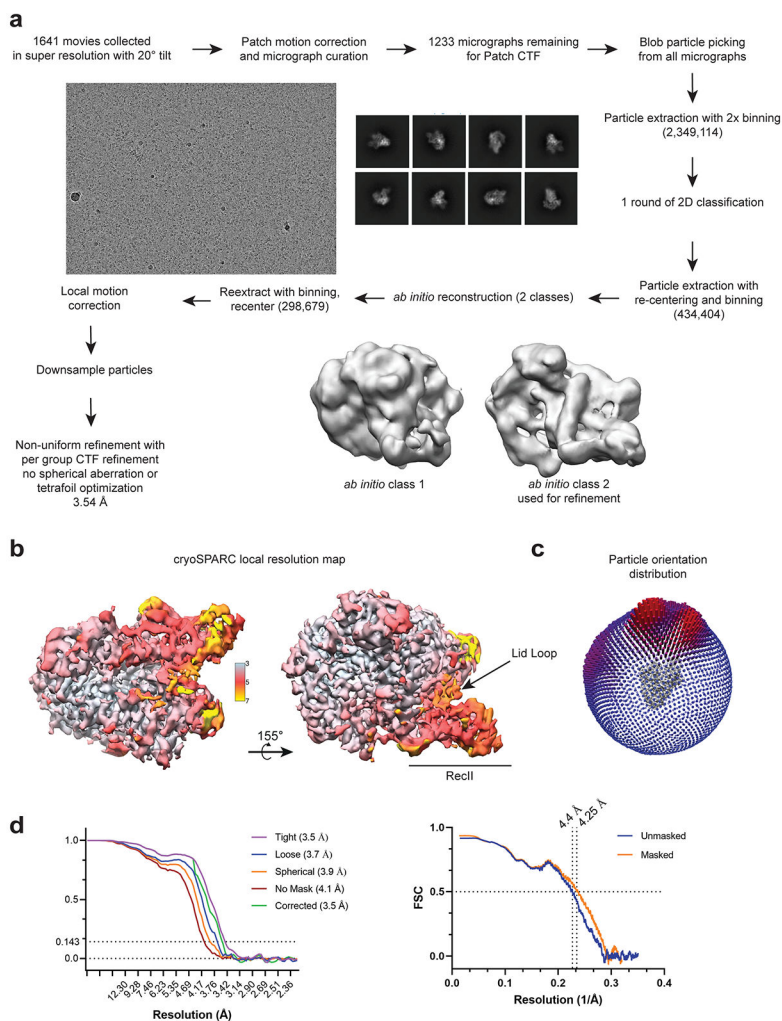 a
1641 movies collected
in super resolution with 20° tilt
Patch motion correction
and micrograph curation
1233 micrographs remaining
for Patch CTF
Blob particle picking
from all micrographs
Particle extraction with 2x binning
(2,349,114)
1 round of 2D classification
Particle extraction with
re-centering and binning
(434,404)
ab initio reconstruction (2 classes)
Reextract with binning,
recenter (298,679)
Local motion
correction
Downsample particles
Non-uniform refinement with
per group CTF refinement
no spherical aberration or
tetrafoil optimization
3.54 Å
ab initio class 1
ab initio class 2
used for refinement
b
cryoSPARC local resolution map
3
5
7
155°
Lid Loop
RecII
c
Particle orientation
distribution
d
1.0
0.5
0.143
0.0
12.30
9.28
7.46
6.23
5.35
4.69
4.17
3.76
3.42
3.14
2.90
2.69
2.51
2.36
Resolution (Å)
Tight (3.5 Å)
Loose (3.7 Å)
Spherical (3.9 Å)
No Mask (4.1 Å)
Corrected (3.5 Å)
4.4 Å
4.25 Å
Unmasked
Masked
FSC
1.0
0.5
0.0
0.0
0.1
0.2
0.3
0.4
Resolution (1/Å)